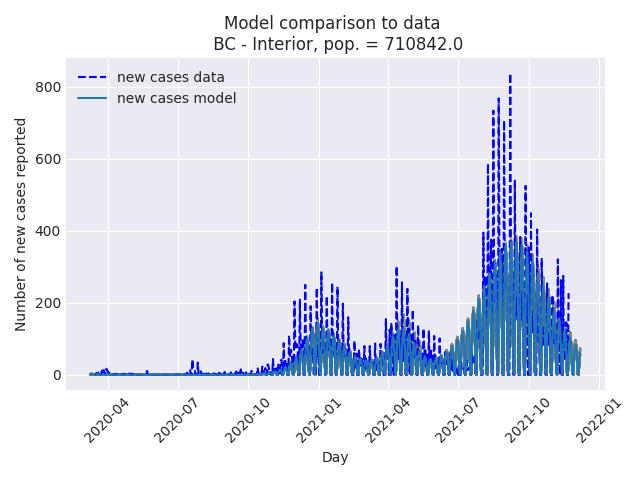 Model comparison to data
BC - Interior, pop. = 710842.0
new cases data
new cases model
Number of new cases reported
800
600
400
200
0
2020-04
2020-07
2020-10
2021-01
2021-04
2021-07
2021-10
2022-01
Day